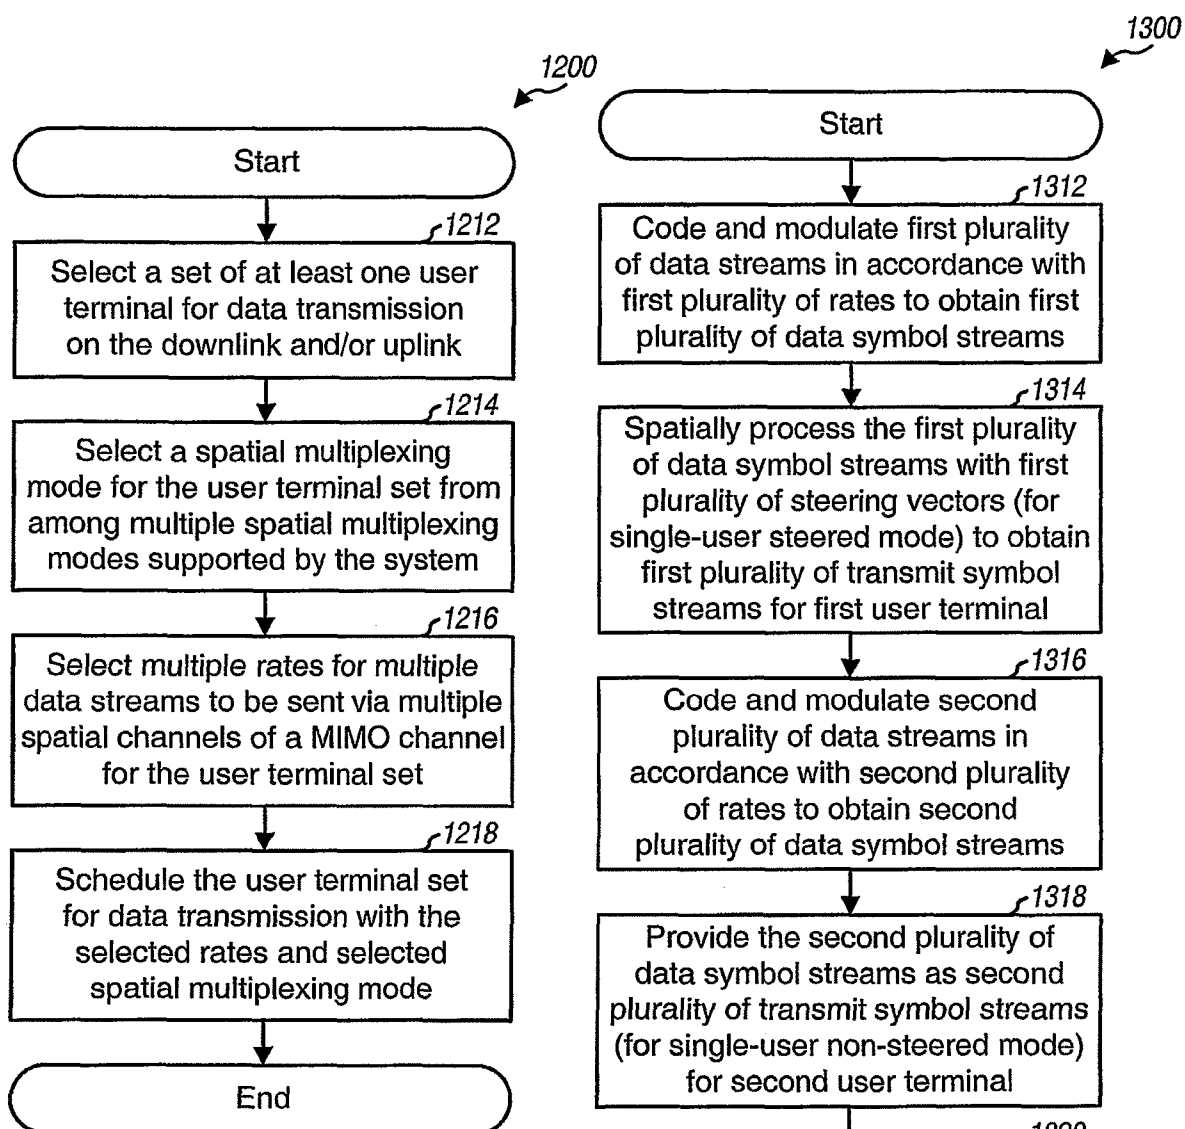 1200
Start
1212
Select a set of at least one user
terminal for data transmission
on the downlink and/or uplink
1214
Select a spatial multiplexing
mode for the user terminal set from
among multiple spatial multiplexing
modes supported by the system
1216
Select multiple rates for multiple
data streams to be sent via multiple
spatial channels of a MIMO channel
for the user terminal set
1218
Schedule the user terminal set
for data transmission with the
selected rates and selected
spatial multiplexing mode
End
1300
Start
1312
Code and modulate first plurality
of data streams in accordance with
first plurality of rates to obtain first
plurality of data symbol streams
1314
Spatially process the first plurality
of data symbol streams with first
plurality of steering vectors (for
single-user steered mode) to obtain
first plurality of transmit symbol
streams for first user terminal
1316
Code and modulate second
plurality of data streams in
accordance with second plurality
of rates to obtain second
plurality of data symbol streams
1318
Provide the second plurality of
data symbol streams as second
plurality of transmit symbol streams
(for single-user non-steered mode)
for second user terminal